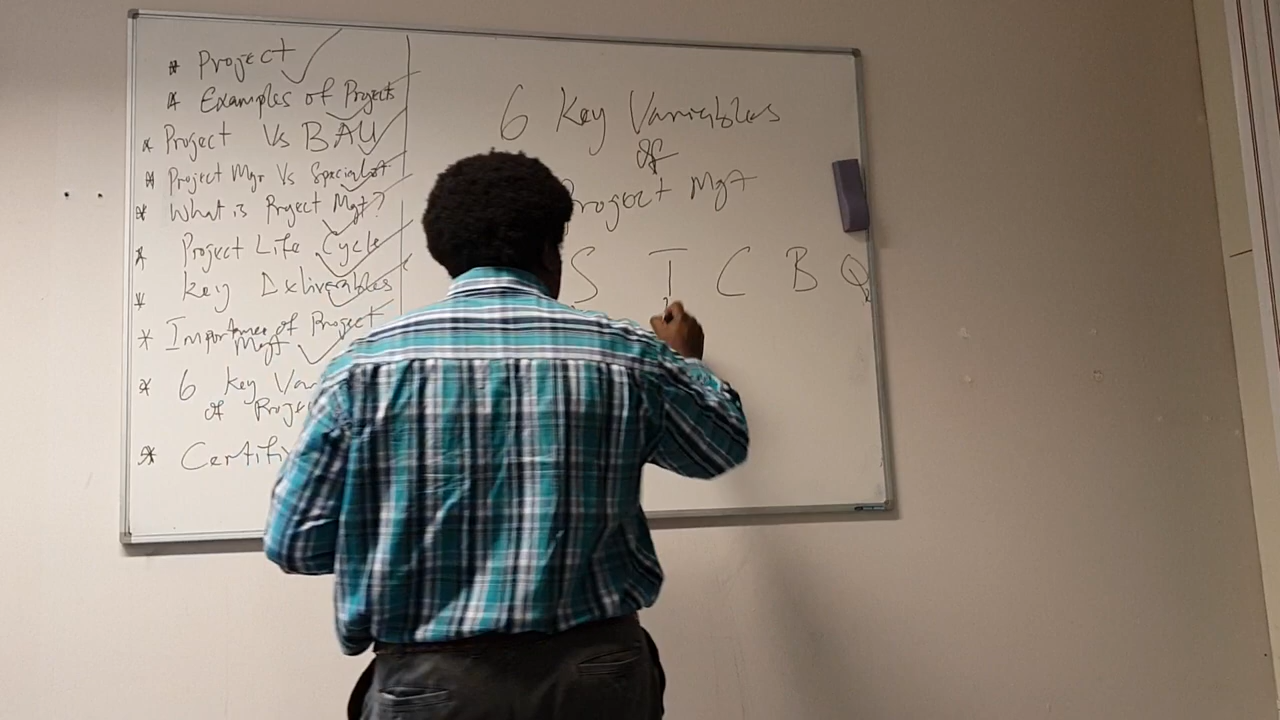 * Project
* Examples of Projects
* Project Vs BAU
* Project Mgr Vs Specialist
* What is Project Mgt?
* Project Life Cycle
* Key Deliverables
* Importance of Project
Mgt
* 6 Key
of
* 
6 Key Variables
of
Project Mgt
S T C B Q